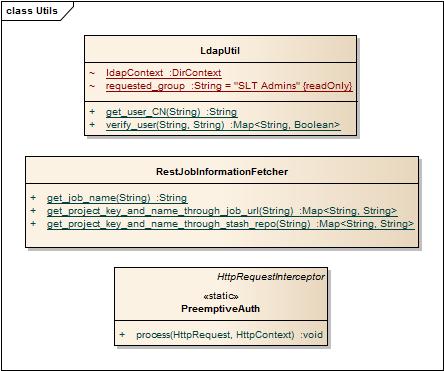 class Utils
LdapUtil
~ ldapContext :DirContext
~ requested_group :String = "SLT Admins" {readOnly}
+ get_user_CN(String) :String
+ verify_user(String, String) :Map<String, Boolean>
RestJobInformationFetcher
+ get_job_name(String) :String
+ get_project_key_and_name_through_job_url(String) :Map<String, String>
+ get_project_key_and_name_through_stash_repo(String) :Map<String, String>
HttpRequestInterceptor
«static»
PreemptiveAuth
+ process(HttpRequest, HttpContext) :void